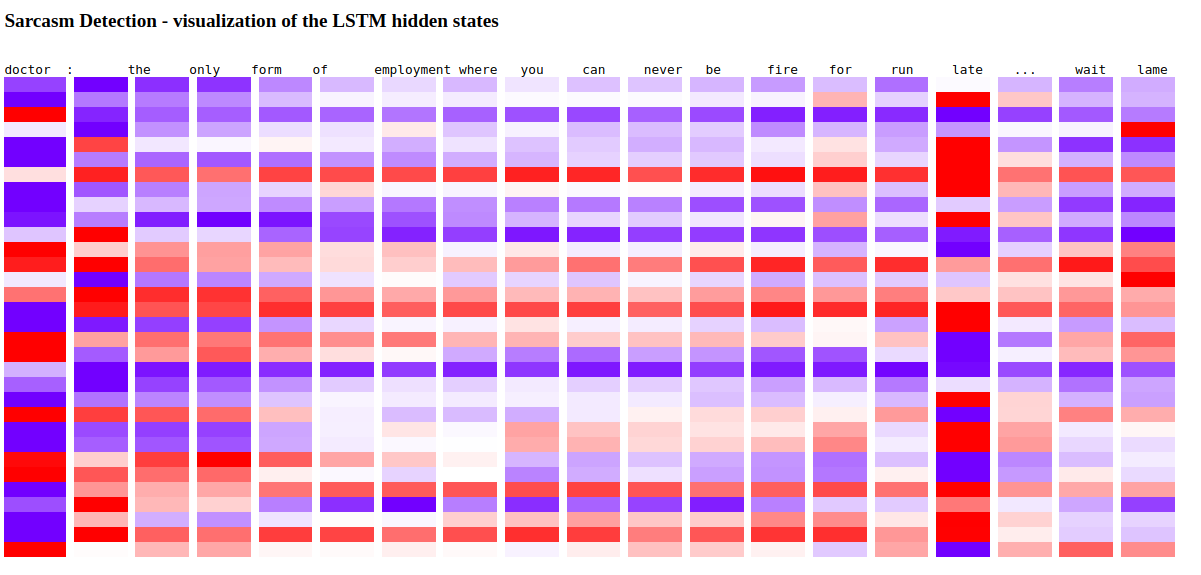 Sarcasm Detection - visualization of the LSTM hidden states
doctor : the only form of employment where you can never be fire for run late ... wait lame